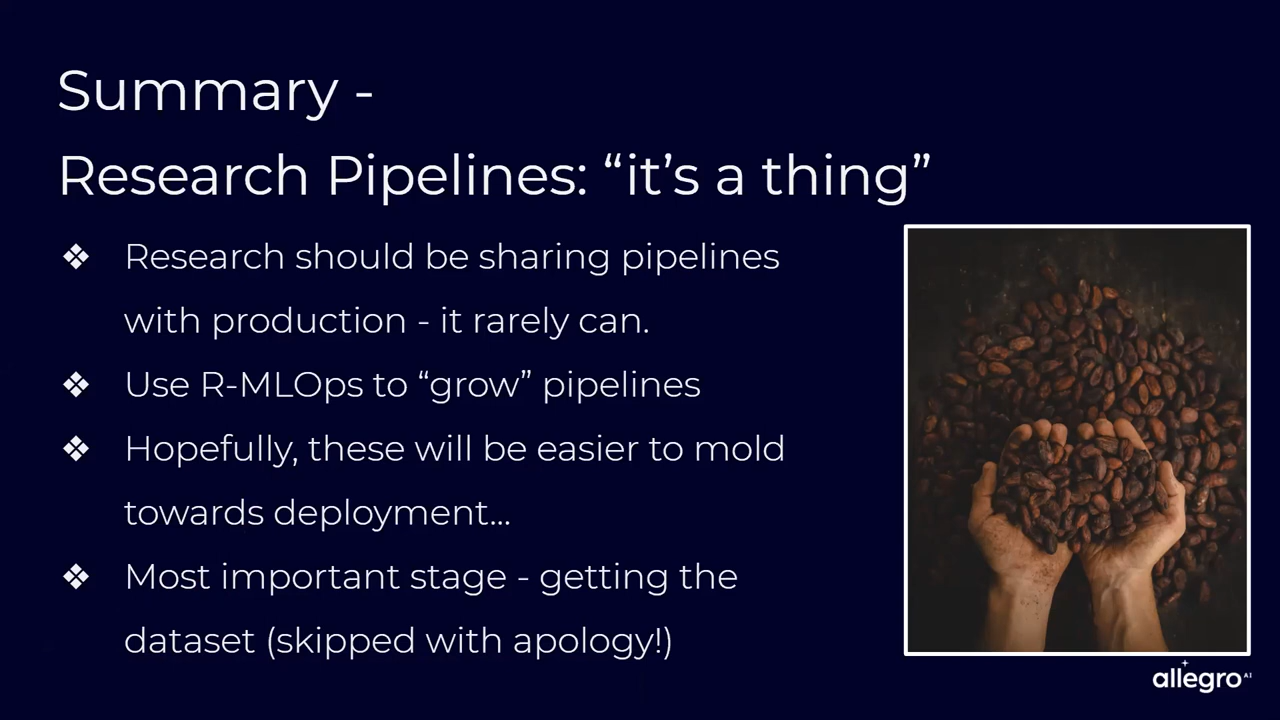 Summary -
Research Pipelines: “it’s a thing”
❖ Research should be sharing pipelines
with production - it rarely can.
❖ Use R-MLOps to “grow” pipelines
❖ Hopefully, these will be easier to mold
towards deployment...
❖ Most important stage - getting the
dataset (skipped with apology!)
allegro AI